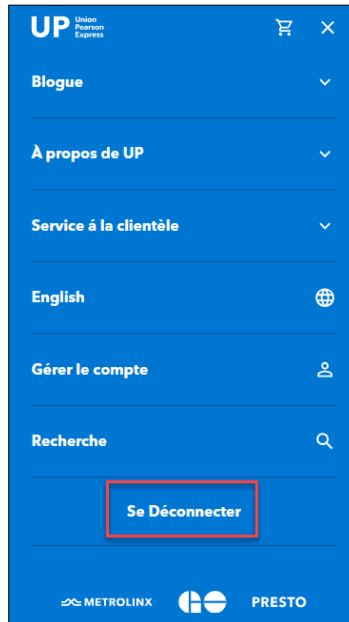 UP Union
Pearson
Express
Blogue
À propos de UP
Service á la clientèle
English
Gérer le compte
Recherche
Se Déconnecter
METROLINX GO PRESTO